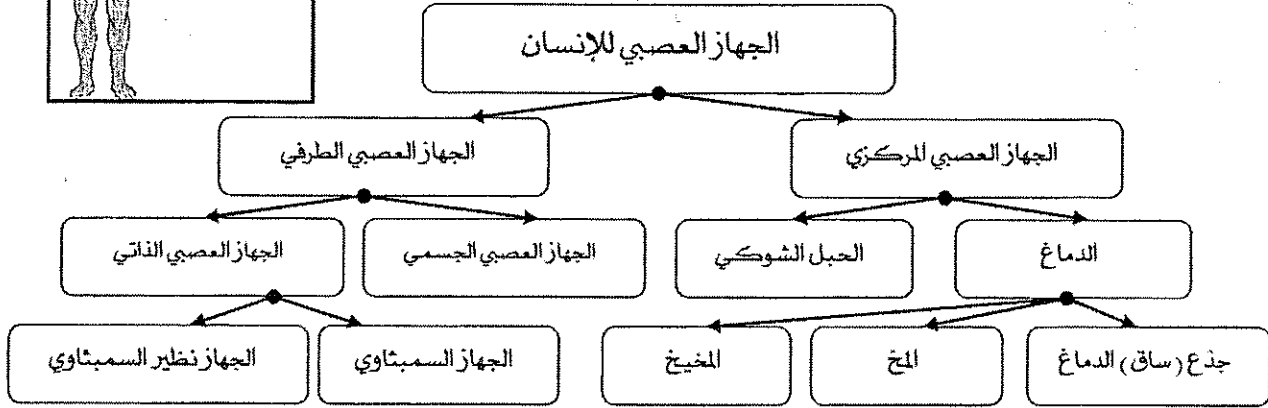 الجهاز العصبي للإنسان
الجهاز العصبي المركزي
الجهاز العصبي الطرفي
الدماغ
الحبل الشوكي
الجهاز العصبي الجسمي
الجهاز العصبي الذاتي
جذع (ساق) الدماغ
المخ
المخيخ
الجهاز السمبثاوي
الجهاز نظير السمبثاوي